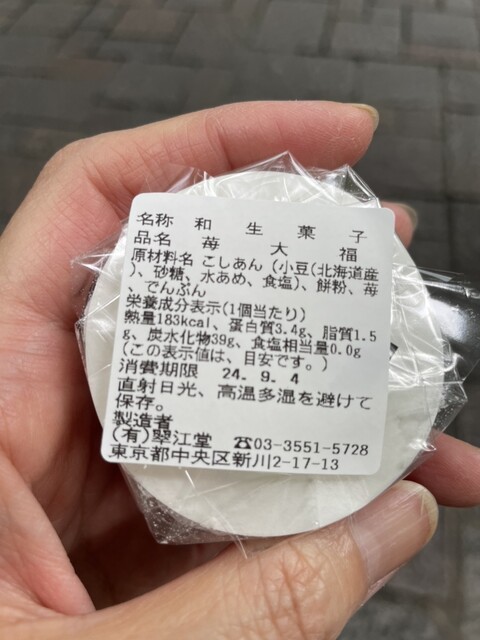 名称 和生菓子
品名 苺大福
原材料名 こしあん（小豆(北海道産
)、砂糖、水あめ、食塩)、餅粉、苺
、でんぷん
栄養成分表示(1個当たり)
熱量183kcal、蛋白質3.4g、脂質1.5
g、炭水化物39g、食塩相当量0.0g
(この表示値は、目安です。)
消費期限 24. 9. 4
直射日光、高温多湿を避けて
保存。
製造者
(有)翠江堂 ☎03-3551-5728
東京都中央区新川2-17-13